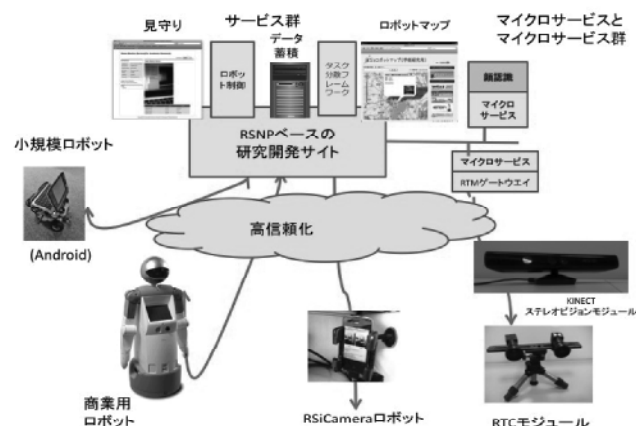 見守り
サービス群
データ
蓄積
ロボットマップ
マイクロサービスと
マイクロサービス群
ロボッ
ト制御
タスク
分散フ
レーム
ワーク
顔認識
マイクロ
サービス
RSNPベースの
研究開発サイト
マイクロサービス
RTMゲートウエイ
小規模ロボット
(Android)
高信頼化
KINECT
ステレオビジョンモジュール
商業用
ロボット
RSiCameraロボット
RTCモジュール